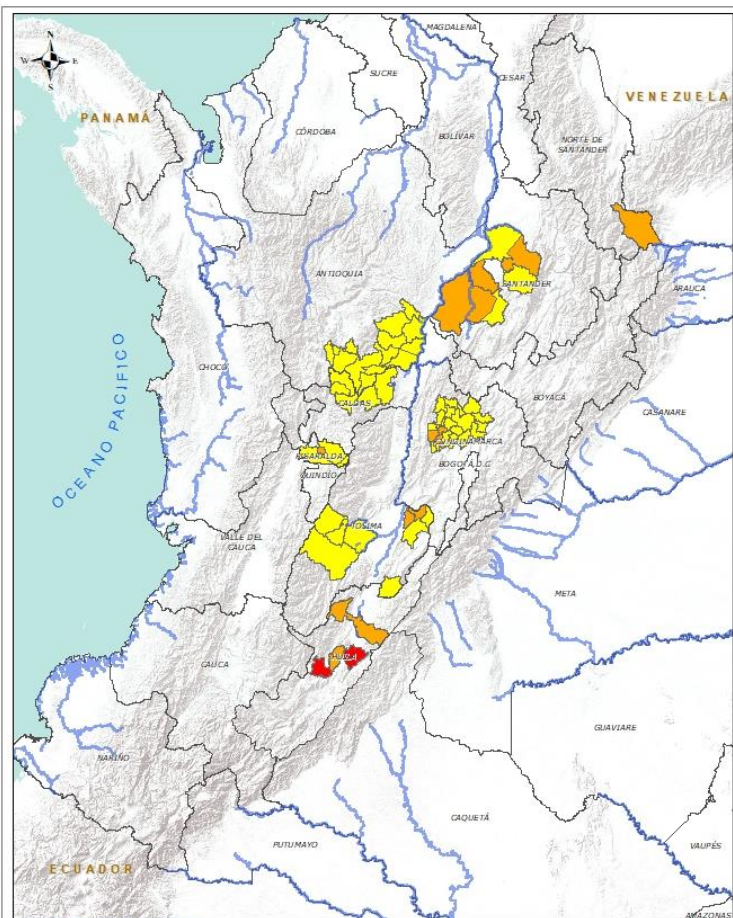 MAGDALENA
N
W E
S
SUCRE
CESAR
VENEZUELA
PANAMÁ
CÓRDOBA
BOLÍVAR
NORTE DE
SANTANDER
ANTIOQUIA
SANTANDER
ARAUCA
CHOCÓ
BOYACÁ
CALDAS
CASANARE
OCEANO PACIFICO
CUNDINAMARCA
RISARALDA
BOGOTÁ, D.C.
QUINDÍO
TOLIMA
VALLE DEL
CAUCA
META
HUILA
CAUCA
GUAVIARE
NARIÑO
CAQUETÁ
PUTUMAYO
VAUPÉS
ECUADOR
AMAZONAS